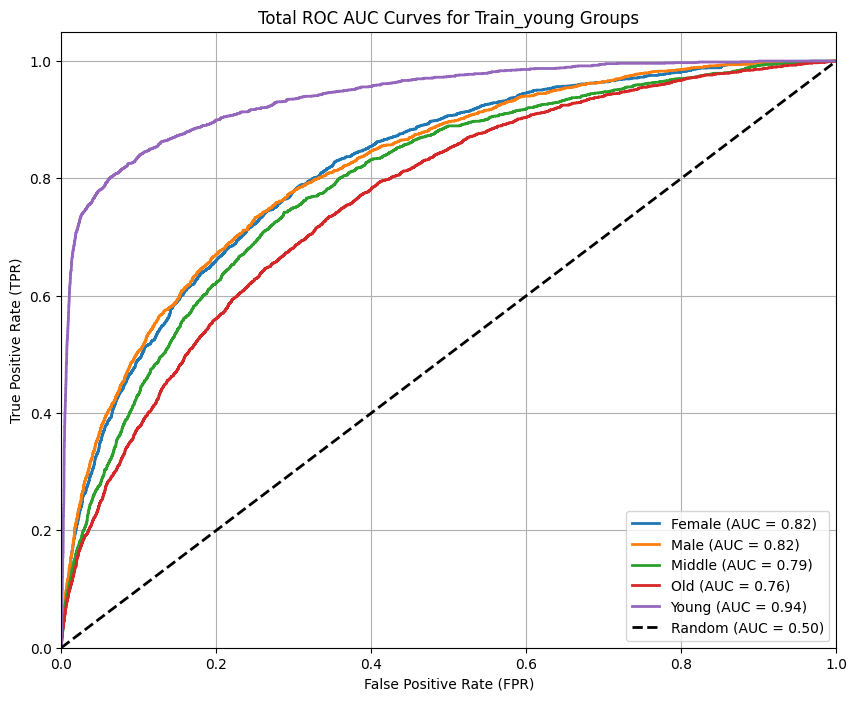 Total ROC AUC Curves for Train_young Groups
True Positive Rate (TPR)
1.0
0.8
0.6
0.4
0.2
0.0
0.0 0.2 0.4 0.6 0.8 1.0
False Positive Rate (FPR)
Female (AUC = 0.82)
Male (AUC = 0.82)
Middle (AUC = 0.79)
Old (AUC = 0.76)
Young (AUC = 0.94)
Random (AUC = 0.50)